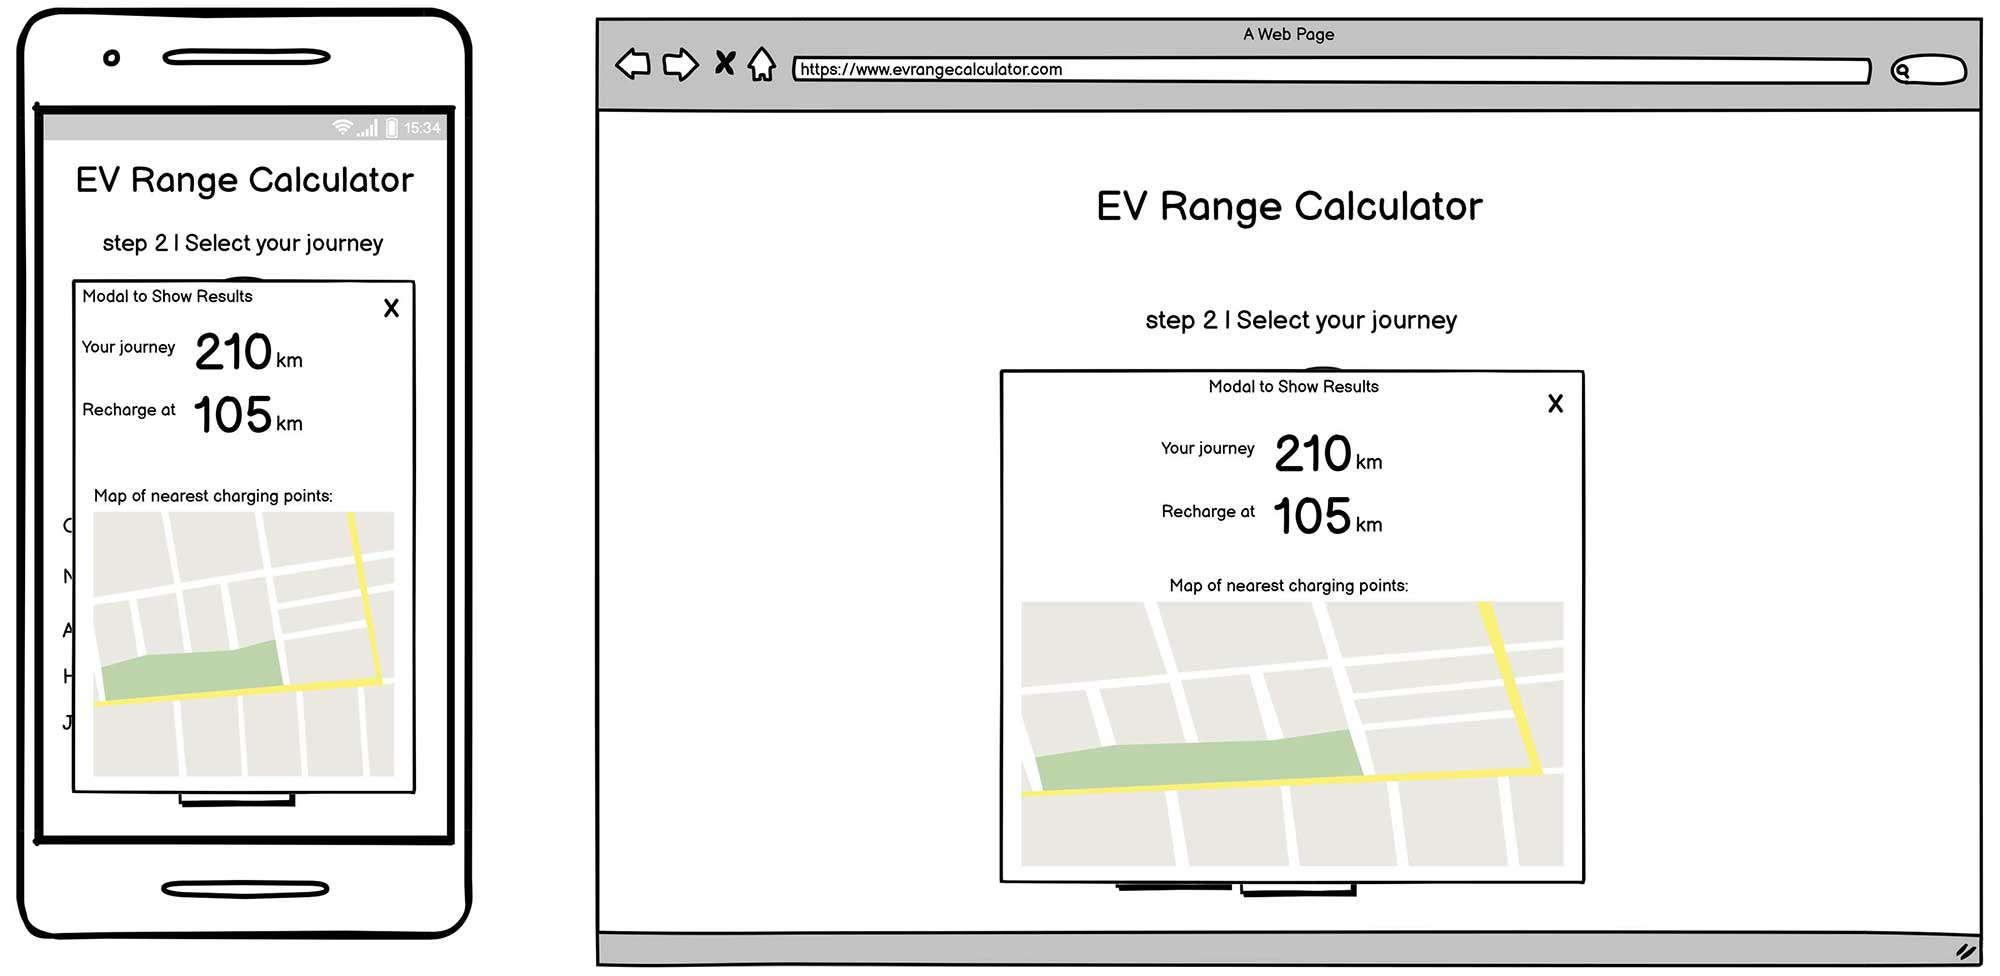 15:34
EV Range Calculator
step 2 | Select your journey
Modal to Show Results
X
Your journey 210 km
Recharge at 105 km
Map of nearest charging points:
C
N
A
H
J
A Web Page
https://www.evrangecalculator.com
EV Range Calculator
step 2 | Select your journey
Modal to Show Results
X
Your journey 210 km
Recharge at 105 km
Map of nearest charging points: